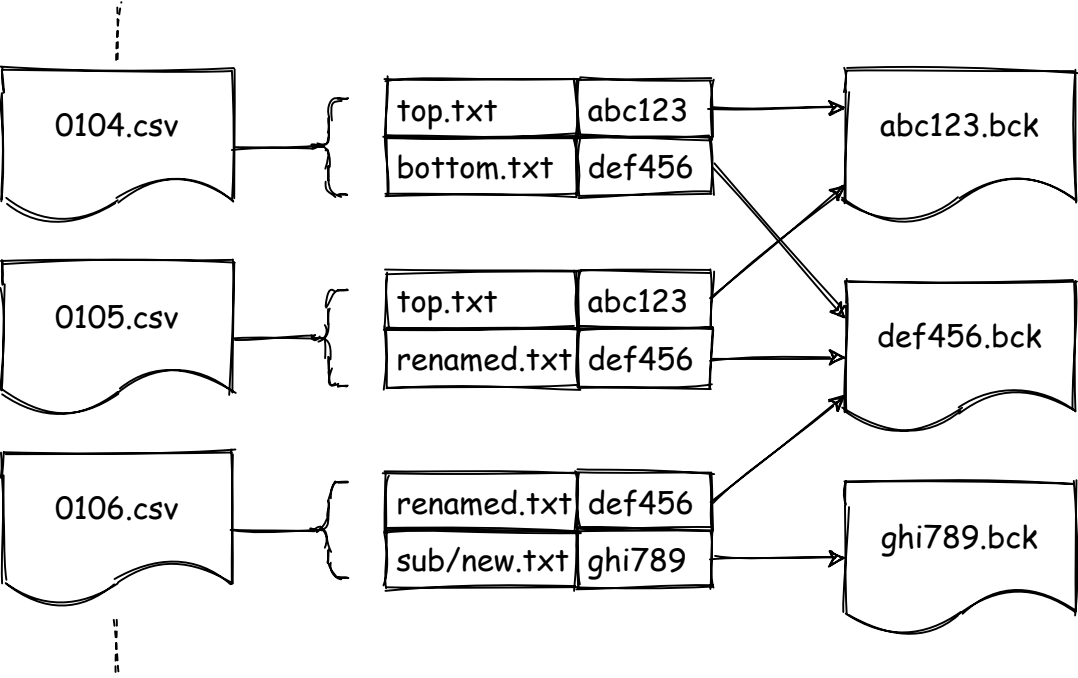 0104.csv
top.txt abc123
bottom.txt def456
abc123.bck
0105.csv
top.txt abc123
renamed.txt def456
def456.bck
0106.csv
renamed.txt def456
sub/new.txt ghi789
ghi789.bck